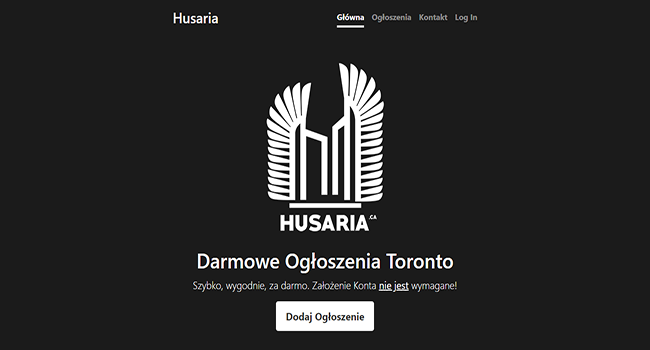 Husaria
Główna Ogłoszenia Kontakt Log In
HUSARIA.CA
Darmowe Ogłoszenia Toronto
Szybko, wygodnie, za darmo. Założenie Konta nie jest wymagane!
Dodaj Ogłoszenie